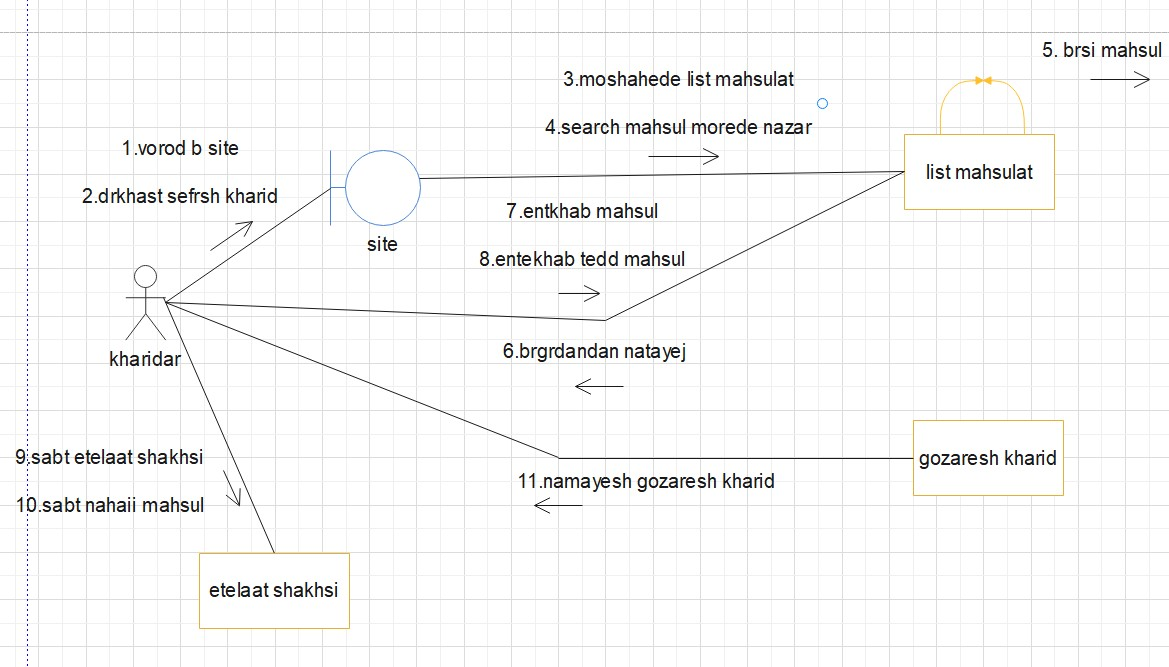 5. brsi mahsul
3.moshahede list mahsulat
4.search mahsul morede nazar
1.vorod b site
2.drkhast sefrsh kharid
list mahsulat
7.entkhab mahsul
site
8.entekhab tedd mahsul
kharidar
6.brgrdandan natayej
9.sabt etelaat shakhsi
gozaresh kharid
11.namayesh gozaresh kharid
10.sabt nahaii mahsul
etelaat shakhsi